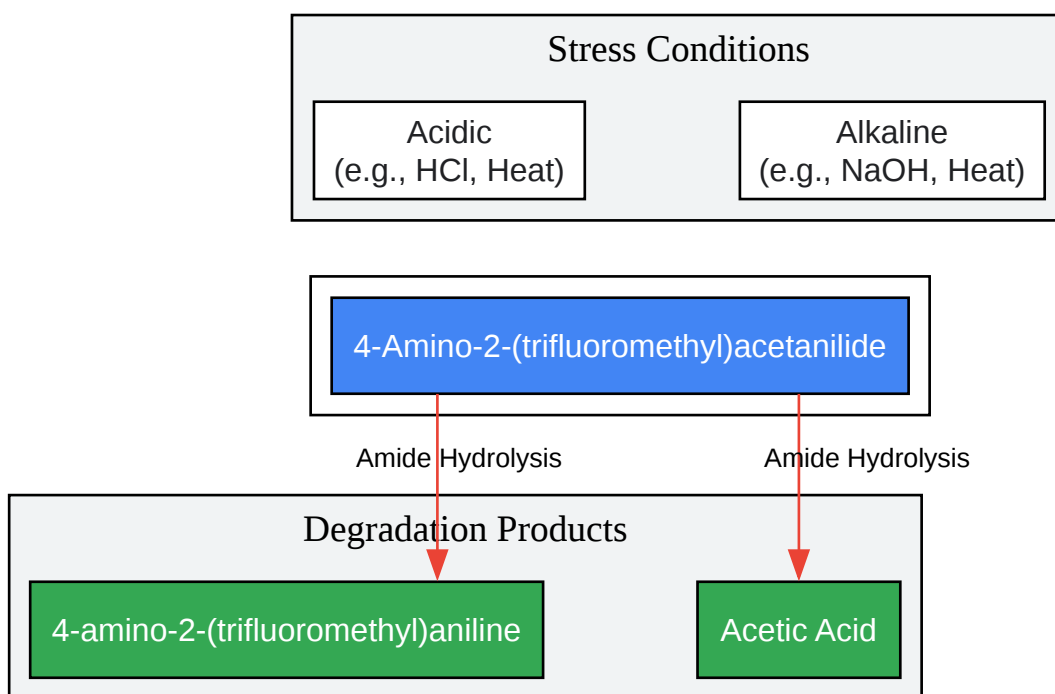 Stress Conditions
Acidic
(e.g., HCl, Heat)
Alkaline
(e.g., NaOH, Heat)
4-Amino-2-(trifluoromethyl)acetanilide
Amide Hydrolysis
Amide Hydrolysis
Degradation Products
4-amino-2-(trifluoromethyl)aniline
Acetic Acid